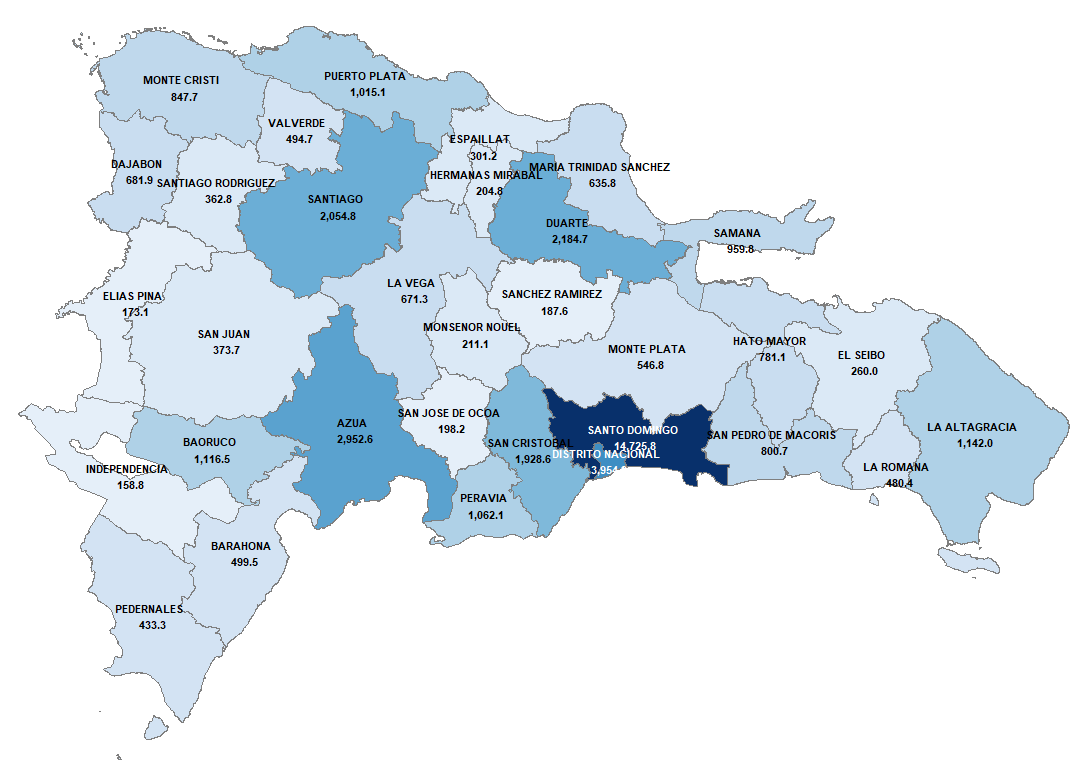 PUERTO PLATA
1,015.1
MONTE CRISTI
847.7
VALVERDE
494.7
ESPAILLAT
301.2
DAJABON
681.9
MARIA TRINIDAD SANCHEZ
635.8
HERMANAS MIRABAL
204.8
SANTIAGO RODRIGUEZ
362.8
SANTIAGO
2,054.8
DUARTE
2,184.7
SAMANA
959.8
LA VEGA
671.3
ELIAS PINA
173.1
SANCHEZ RAMIREZ
187.6
SAN JUAN
373.7
MONSENOR NOUEL
211.1
HATO MAYOR
781.1
MONTE PLATA
546.8
EL SEIBO
260.0
SAN JOSE DE OCOA
198.2
AZUA
2,952.6
LA ALTAGRACIA
1,142.0
SANTO DOMINGO
14,725.8
SAN PEDRO DE MACORIS
800.7
BAORUCO
1,116.5
SAN CRISTOBAL
1,928.6
DISTRITO NACIONAL
INDEPENDENCIA
158.8
LA ROMANA
480.4
PERAVIA
1,062.1
BARAHONA
499.5
PEDERNALES
433.3